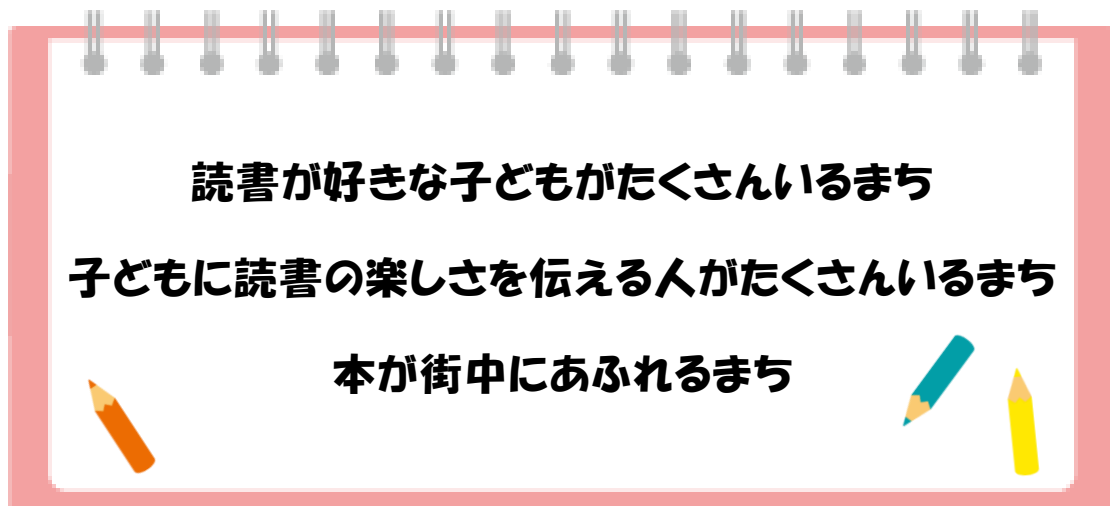 読書が好きな子どもがたくさんいるまち
子どもに読書の楽しさを伝える人がたくさんいるまち
本が街中にあふれるまち